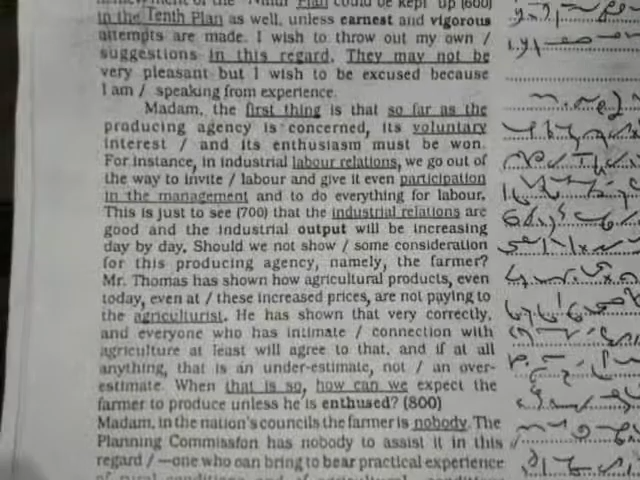 Plan could be kept up (600)
in the Tenth Plan as well, unless earnest and vigorous
attempts are made. I wish to throw out my own /
suggestions in this regard. They may not be
very pleasant but I wish to be excused because
I am / speaking from experience.
Madam, the first thing is that so far as the
producing agency is concerned, its voluntary
interest / and its enthusiasm must be won.
For instance, in industrial labour relations, we go out of
the way to invite / labour and give it even participation
in the management and to do everything for labour.
This is just to see (700) that the industrial relations are
good and the industrial output will be increasing
day by day. Should we not show / some consideration
for this producing agency, namely, the farmer?
Mr. Thomas has shown how agricultural products, even
today, even at / these increased prices, are not paying to
the agriculturist. He has shown that very correctly,
and everyone who has intimate / connection with
agriculture at least will agree to that, and if at all
anything, that is an under-estimate, not / an over-
estimate. When that is so, how can we expect the
farmer to produce unless he is enthused? (800)
Madam, in the nation's councils the farmer is nobody. The
Planning Commission has nobody to assist it in this
regard /—one who can bring to bear practical experience